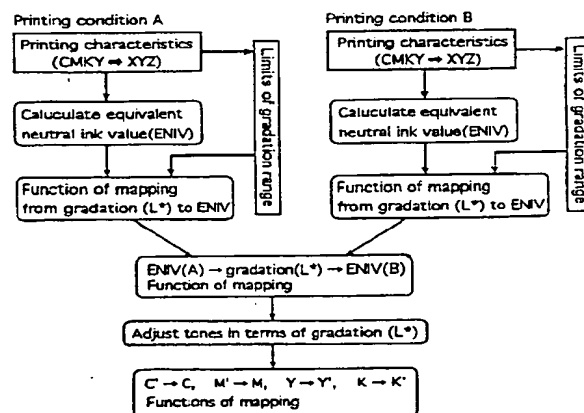 Printing condition A
Printing characteristics
(CMKY ⇒ XYZ)
Limits of gradation range
Caluculate equivalent
neutral ink value(ENIV)
Function of mapping
from gradation (L*) to ENIV
Printing condition B
Printing characteristics
(CMKY ⇒ XYZ)
Limits of gradation range
Calculate equivalent
neutral ink value(ENIV)
Function of mapping
from gradation (L*) to ENIV
ENIV(A) → gradation(L*) → ENIV(B)
Function of mapping
Adjust tones in terms of gradation (L*)
C' → C, M' → M, Y → Y', K → K'
Functions of mapping